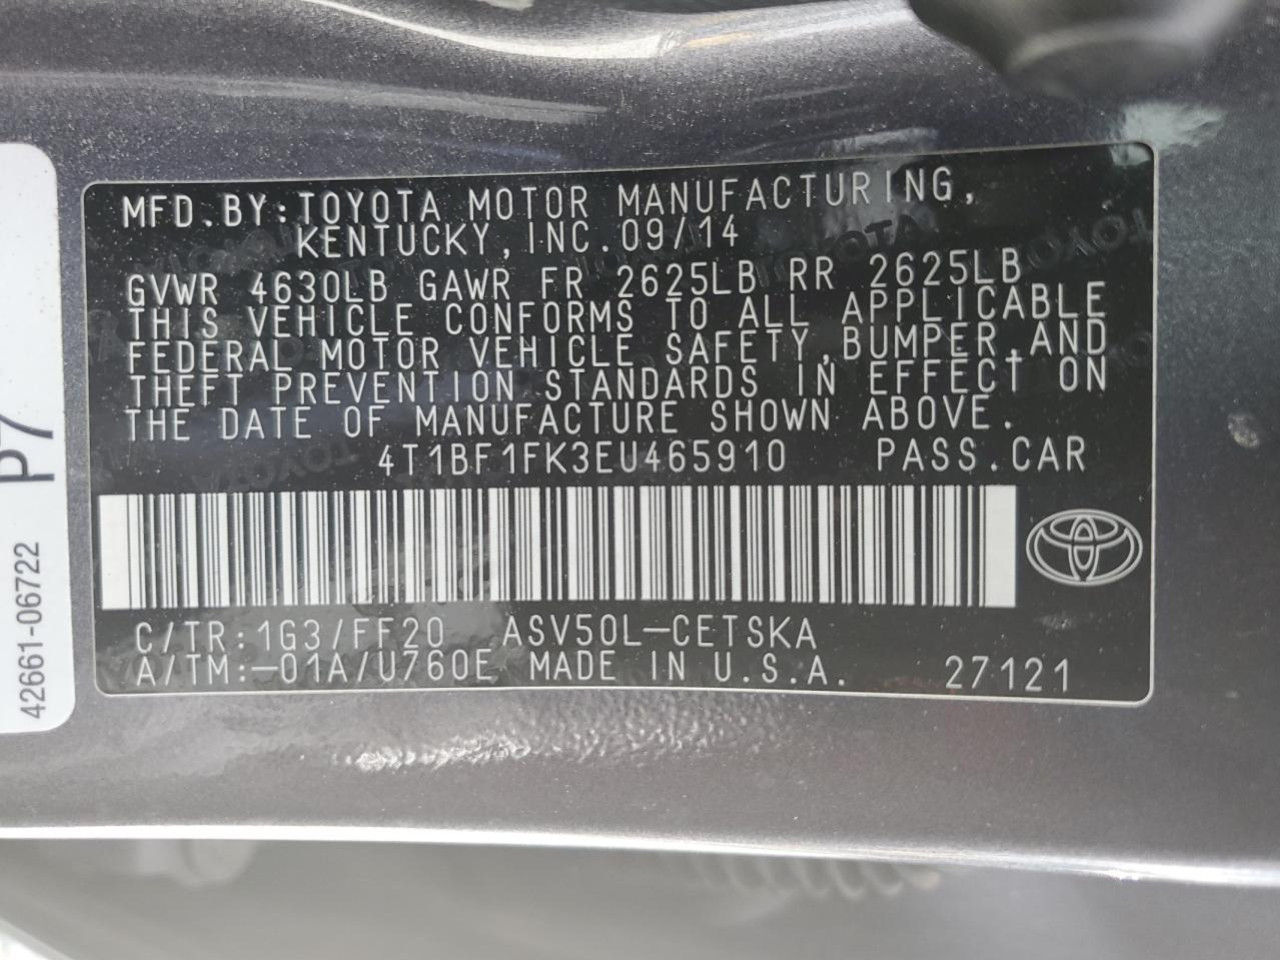 MFD.BY:TOYOTA MOTOR MANUFACTURING,
KENTUCKY,INC.09/14
GVWR 4630LB GAWR FR 2625LB RR 2625LB
THIS VEHICLE CONFORMS TO ALL APPLICABLE
FEDERAL MOTOR VEHICLE SAFETY,BUMPER,AND
THEFT PREVENTION STANDARDS IN EFFECT ON
THE DATE OF MANUFACTURE SHOWN ABOVE.
4T1BF1FK3EU465910 PASS.CAR
C/TR:1G3/FF20 ASV50L-CETSKA
A/TM:-01A/U760E MADE IN U.S.A. 27121
42661-06722